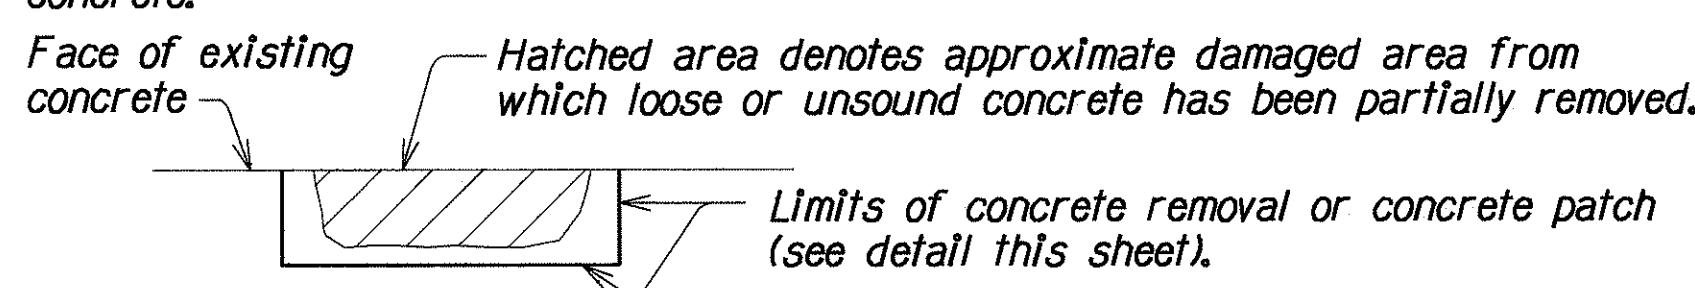 concrete.
Face of existing
concrete
Hatched area denotes approximate damaged area from
which loose or unsound concrete has been partially removed.
Limits of concrete removal or concrete patch
(see detail this sheet).